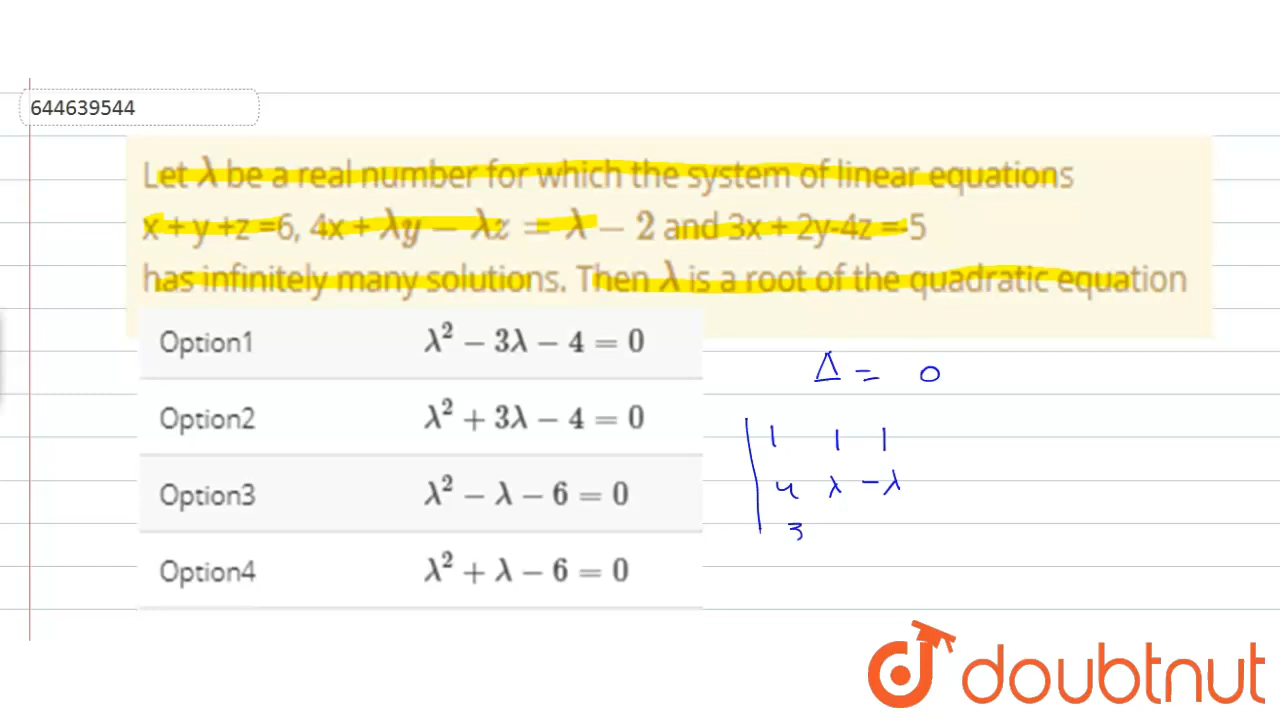 644639544
Let λ be a real number for which the system of linear equations
x + y +z =6, 4x + λy − λz = λ − 2 and 3x + 2y-4z =-5
has infinitely many solutions. Then λ is a root of the quadratic equation
Option1 λ² − 3λ − 4 = 0
Option2 λ² + 3λ − 4 = 0
Option3 λ² − λ − 6 = 0
Option4 λ² + λ − 6 = 0
Δ = 0
1 1 1
4 λ −λ
3
doubtnut